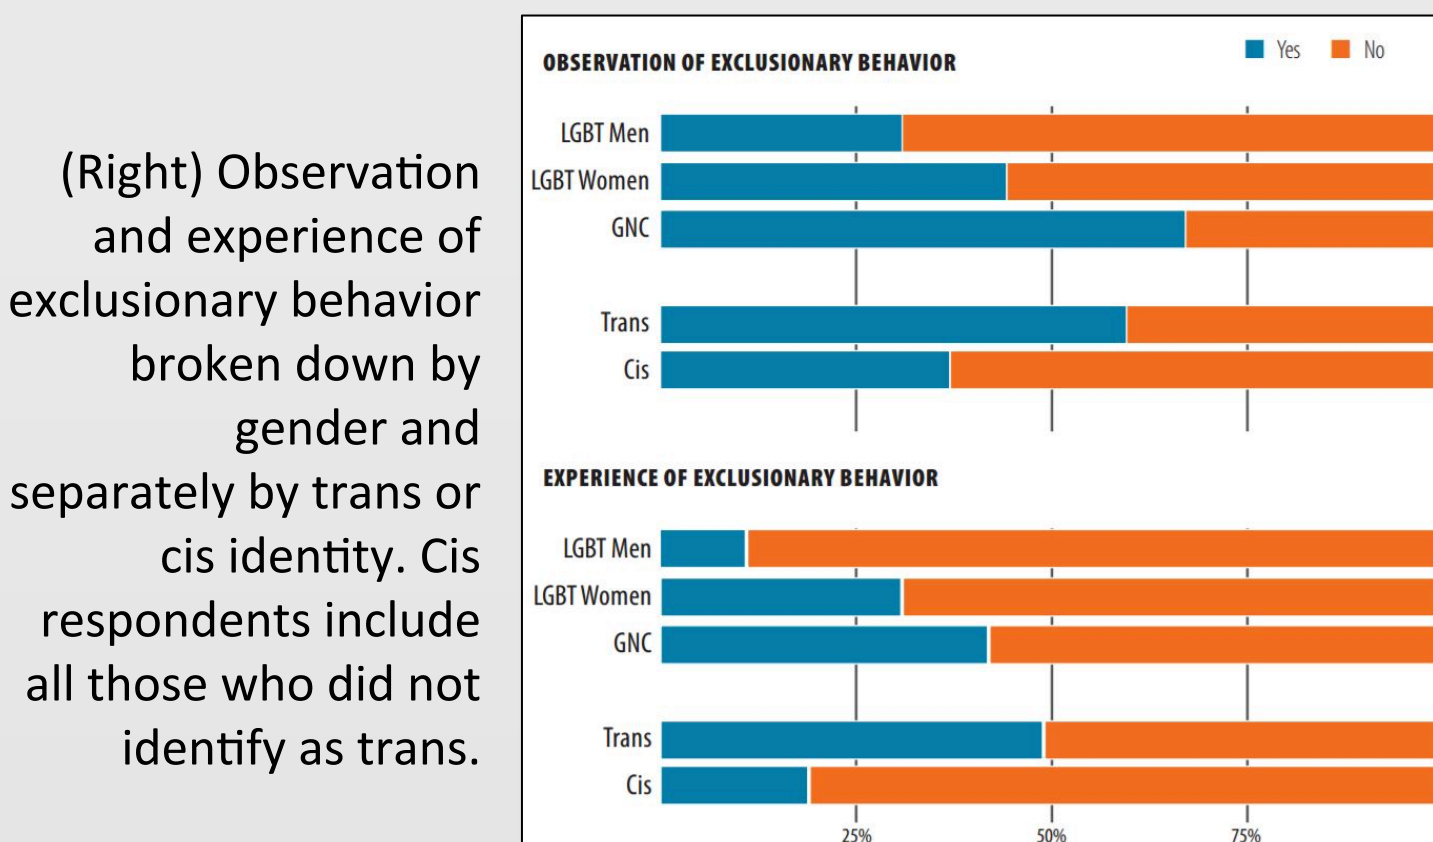 (Right) Observation
and experience of
exclusionary behavior
broken down by
gender and
separately by trans or
cis identity. Cis
respondents include
all those who did not
identify as trans.
OBSERVATION OF EXCLUSIONARY BEHAVIOR
Yes No
LGBT Men
LGBT Women
GNC
Trans
Cis
EXPERIENCE OF EXCLUSIONARY BEHAVIOR
LGBT Men
LGBT Women
GNC
Trans
Cis
25% 50% 75%